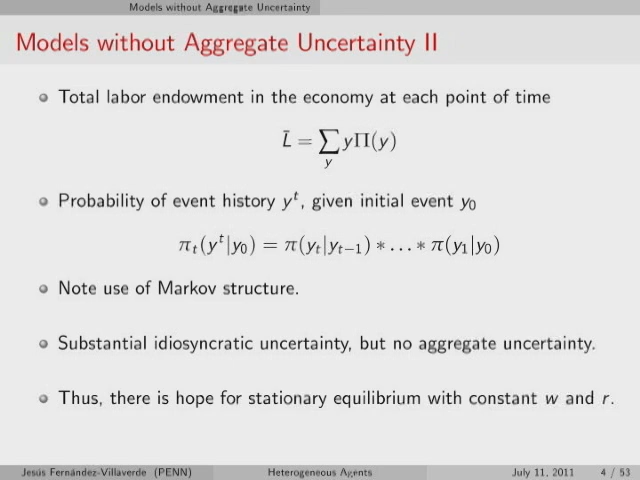 Models without Aggregate Uncertainty
Models without Aggregate Uncertainty II
Total labor endowment in the economy at each point of time
L̄ = ∑_y yΠ(y)
Probability of event history y^t, given initial event y_0
π_t(y^t|y_0) = π(y_t|y_{t−1}) ∗ . . . ∗ π(y_1|y_0)
Note use of Markov structure.
Substantial idiosyncratic uncertainty, but no aggregate uncertainty.
Thus, there is hope for stationary equilibrium with constant w and r.
Jesús Fernández-Villaverde (PENN) Heterogeneous Agents July 11, 2011 4 / 53